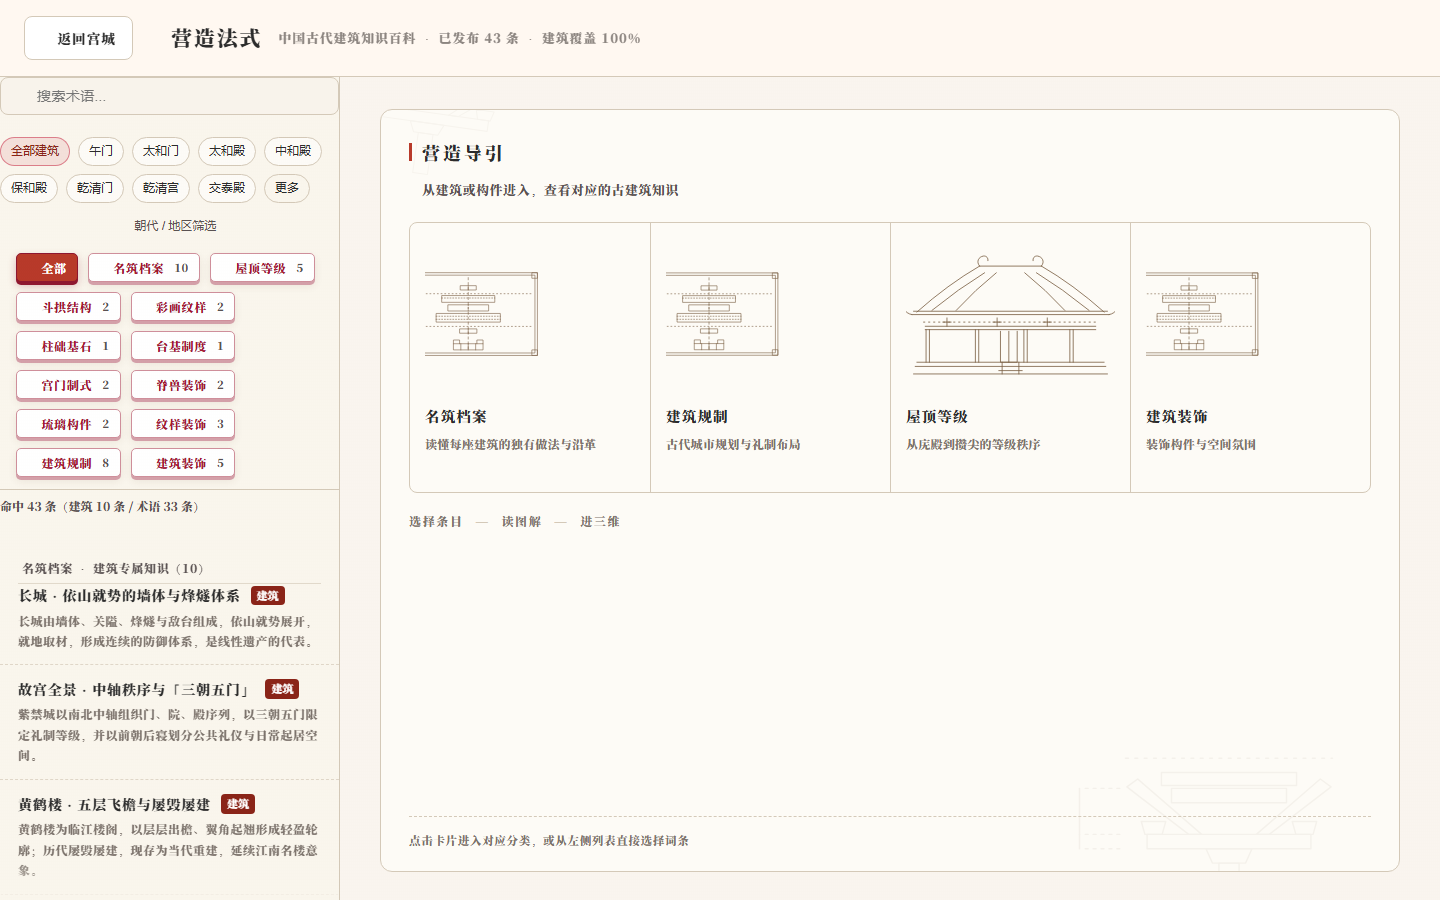 返回宫城
营造法式
中国古代建筑知识百科 · 已发布 43 条 · 建筑覆盖 100%
搜索术语...
全部建筑 午门 太和门 太和殿 中和殿
保和殿 乾清门 乾清宫 交泰殿 更多
朝代 / 地区筛选
全部 名筑档案 10 屋顶等级 5
斗拱结构 2 彩画纹样 2
柱础基石 1 台基制度 1
宫门制式 2 脊兽装饰 2
琉璃构件 2 纹样装饰 3
建筑规制 8 建筑装饰 5
命中 43 条（建筑 10 条 / 术语 33 条）
名筑档案 · 建筑专属知识（10）
长城 · 依山就势的墙体与烽燧体系 建筑
长城由墙体、关隘、烽燧与敌台组成，依山就势展开，
就地取材，形成连续的防御体系，是线性遗产的代表。
故宫全景 · 中轴秩序与「三朝五门」 建筑
紫禁城以南北中轴组织门、院、殿序列，以三朝五门限
定礼制等级，并以前朝后寝划分公共礼仪与日常起居空
间。
黄鹤楼 · 五层飞檐与屡毁屡建 建筑
黄鹤楼为临江楼阁，以层层出檐、翼角起翘形成轻盈轮
廓；历代屡毁屡建，现存为当代重建，延续江南名楼意
象。
营造导引
从建筑或构件进入，查看对应的古建筑知识
名筑档案
读懂每座建筑的独有做法与沿革
建筑规制
古代城市规划与礼制布局
屋顶等级
从庑殿到攒尖的等级秩序
建筑装饰
装饰构件与空间氛围
选择条目 — 读图解 — 进三维
点击卡片进入对应分类，或从左侧列表直接选择词条